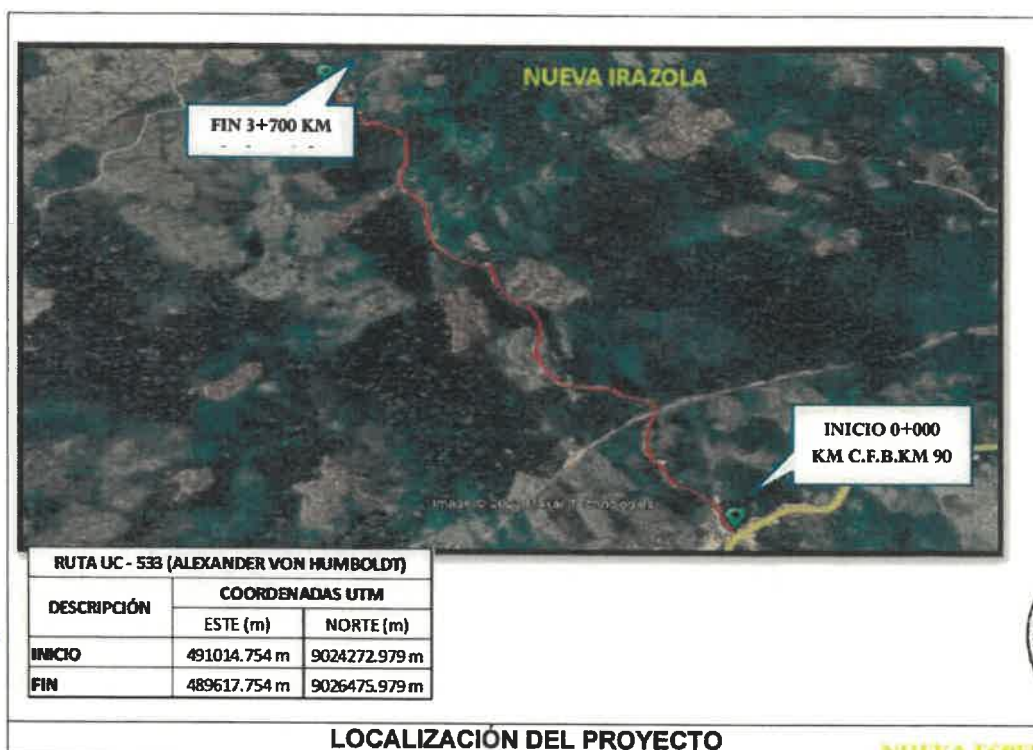 NUEVA IRAZOLA
FIN 3+700 KM
INICIO 0+000
KM C.F.B.KM 90
RUTA UC - 533 (ALEXANDER VON HUMBOLDT)
DESCRIPCIÓN
COORDENADAS UTM
ESTE (m) NORTE (m)
INICIO 491014.754 m 9024272.979 m
FIN 489617.754 m 9026475.979 m
LOCALIZACIÓN DEL PROYECTO